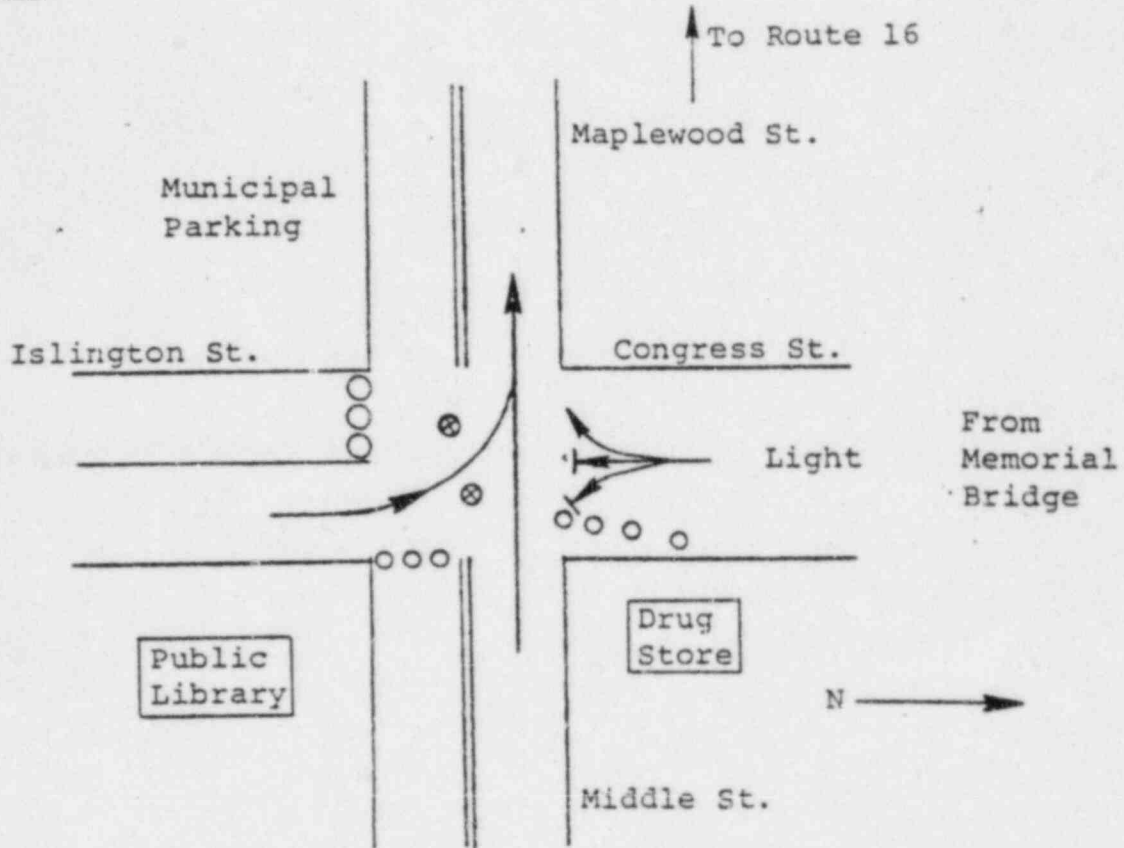 To Route 16
Maplewood St.
Municipal
Parking
Islington St.
Congress St.
Light
From
Memorial
Bridge
Drug
Store
Public
Library
N
Middle St.